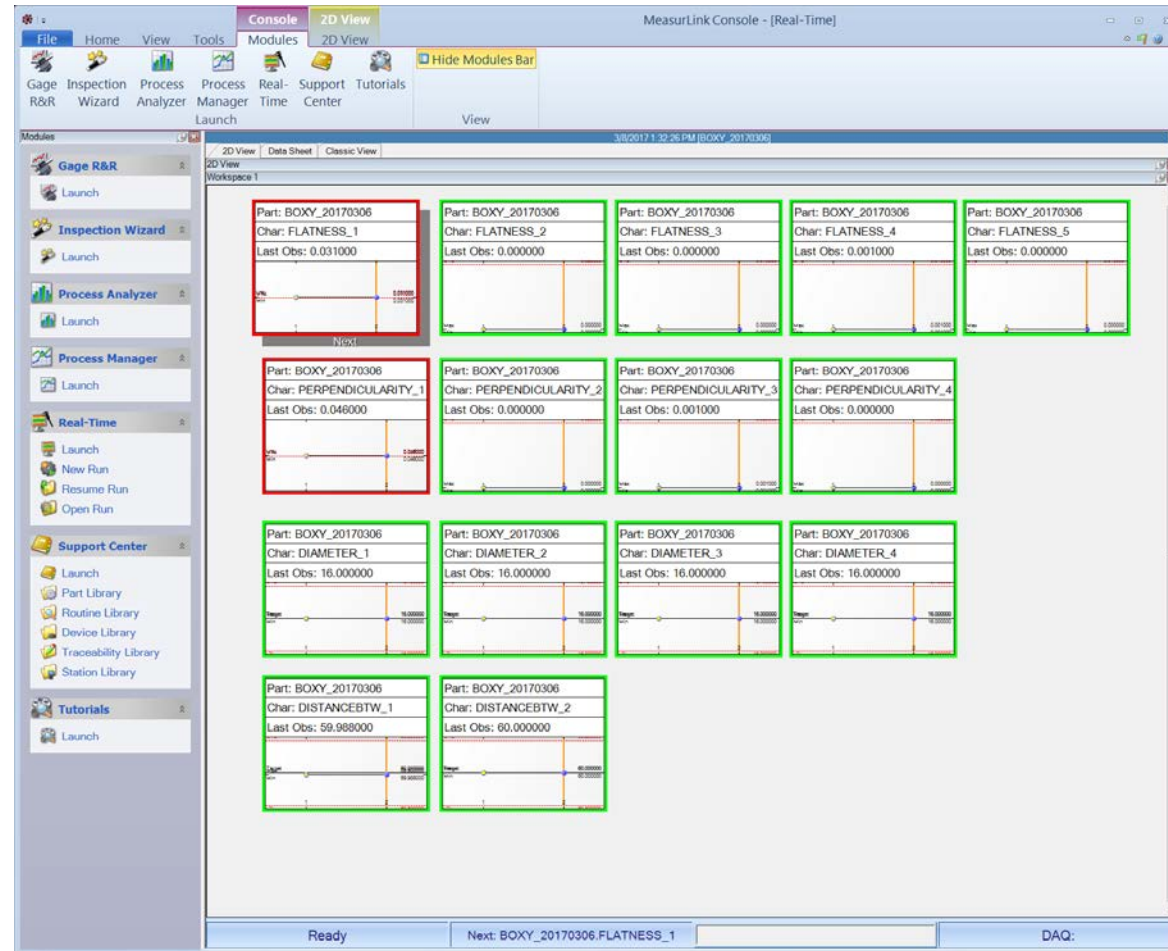 Console 2D View MeasurLink Console - [Real-Time]
File Home View Tools Modules 2D View
Gage R&R
Inspection Wizard
Process Analyzer
Process Manager
Real-Time
Support Center
Tutorials
Hide Modules Bar
Launch View
Modules
3/8/2017 1:32:26 PM [BOXY_20170306]
2D View Data Sheet Classic View
2D View
Workspace 1
Gage R&R
Launch
Inspection Wizard
Launch
Process Analyzer
Launch
Process Manager
Launch
Real-Time
Launch
New Run
Resume Run
Open Run
Support Center
Launch
Part Library
Routine Library
Device Library
Traceability Library
Station Library
Tutorials
Launch
Part: BOXY_20170306
Char: FLATNESS_1
Last Obs: 0.031000
Next
Part: BOXY_20170306
Char: FLATNESS_2
Last Obs: 0.000000
Part: BOXY_20170306
Char: FLATNESS_3
Last Obs: 0.000000
Part: BOXY_20170306
Char: FLATNESS_4
Last Obs: 0.001000
Part: BOXY_20170306
Char: FLATNESS_5
Last Obs: 0.000000
Part: BOXY_20170306
Char: PERPENDICULARITY_1
Last Obs: 0.046000
Part: BOXY_20170306
Char: PERPENDICULARITY_2
Last Obs: 0.000000
Part: BOXY_20170306
Char: PERPENDICULARITY_3
Last Obs: 0.001000
Part: BOXY_20170306
Char: PERPENDICULARITY_4
Last Obs: 0.000000
Part: BOXY_20170306
Char: DIAMETER_1
Last Obs: 16.000000
Part: BOXY_20170306
Char: DIAMETER_2
Last Obs: 16.000000
Part: BOXY_20170306
Char: DIAMETER_3
Last Obs: 16.000000
Part: BOXY_20170306
Char: DIAMETER_4
Last Obs: 16.000000
Part: BOXY_20170306
Char: DISTANCEBTW_1
Last Obs: 59.988000
Part: BOXY_20170306
Char: DISTANCEBTW_2
Last Obs: 60.000000
Ready Next: BOXY_20170306.FLATNESS_1 DAQ: